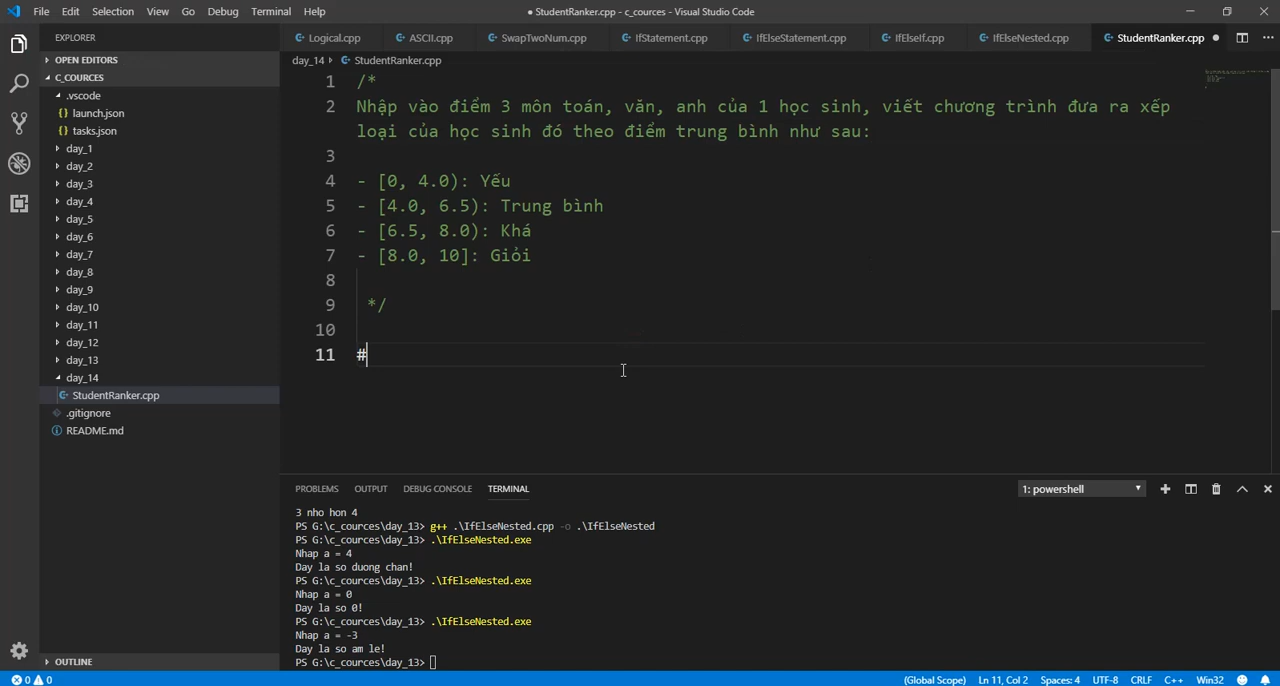 File Edit Selection View Go Debug Terminal Help
● StudentRanker.cpp - c_cources - Visual Studio Code
EXPLORER
Logical.cpp ASCII.cpp SwapTwoNum.cpp IfStatement.cpp IfElseStatement.cpp IfElseIf.cpp IfElseNested.cpp StudentRanker.cpp ●
OPEN EDITORS
C_COURCES
.vscode
launch.json
tasks.json
day_1
day_2
day_3
day_4
day_5
day_6
day_7
day_8
day_9
day_10
day_11
day_12
day_13
day_14
StudentRanker.cpp
.gitignore
README.md
OUTLINE
day_14 StudentRanker.cpp
1 /*
2 Nhập vào điểm 3 môn toán, văn, anh của 1 học sinh, viết chương trình đưa ra xếp
loại của học sinh đó theo điểm trung bình như sau:
3
4 - [0, 4.0): Yếu
5 - [4.0, 6.5): Trung bình
6 - [6.5, 8.0): Khá
7 - [8.0, 10]: Giỏi
8
9 */
10
11 #
PROBLEMS OUTPUT DEBUG CONSOLE TERMINAL
1: powershell
3 nho hon 4
PS G:\c_cources\day_13> g++ .\IfElseNested.cpp -o .\IfElseNested
PS G:\c_cources\day_13> .\IfElseNested.exe
Nhap a = 4
Day la so duong chan!
PS G:\c_cources\day_13> .\IfElseNested.exe
Nhap a = 0
Day la so 0!
PS G:\c_cources\day_13> .\IfElseNested.exe
Nhap a = -3
Day la so am le!
PS G:\c_cources\day_13>
0 0
(Global Scope) Ln 11, Col 2 Spaces: 4 UTF-8 CRLF C++ Win32